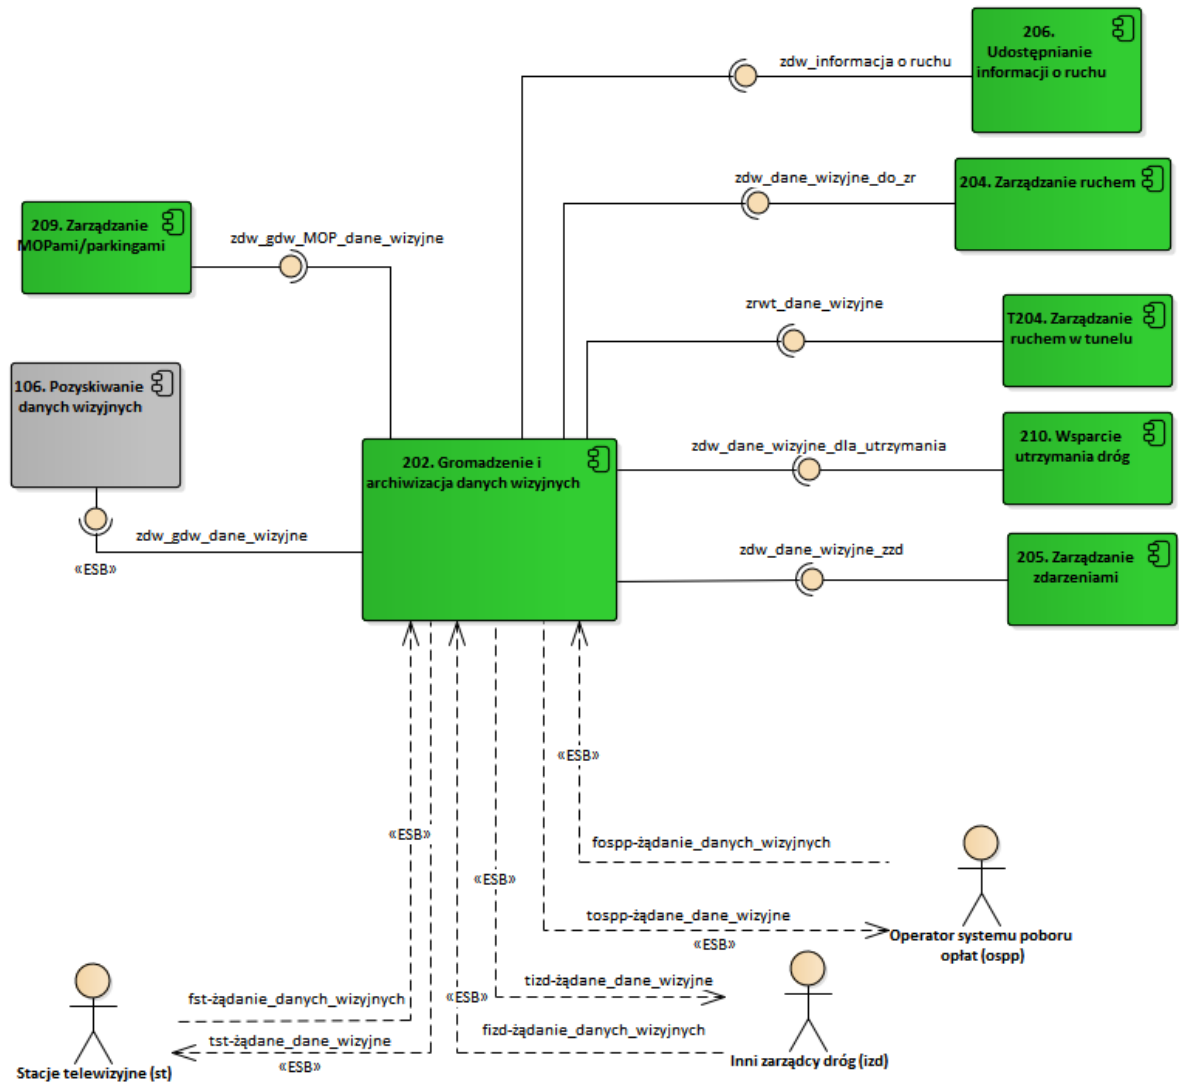 206.
Udostępnianie
informacji o ruchu
zdw_informacja o ruchu
zdw_dane_wizyjne_do_zr
204. Zarządzanie ruchem
209. Zarządzanie
MOPami/parkingami
zdw_gdw_MOP_dane_wizyjne
zrwt_dane_wizyjne
T204. Zarządzanie
ruchem w tunelu
106. Pozyskiwanie
danych wizyjnych
210. Wsparcie
utrzymania dróg
zdw_dane_wizyjne_dla_utrzymania
202. Gromadzenie i
archiwizacja danych wizyjnych
zdw_gdw_dane_wizyjne
«ESB»
zdw_dane_wizyjne_zzd
205. Zarządzanie
zdarzeniami
«ESB»
«ESB»
fospp-żądanie_danych_wizyjnych
«ESB»
tospp-żądane_dane_wizyjne
«ESB»
Operator systemu poboru
opłat (ospp)
tizd-żądane_dane_wizyjne
«ESB»
fst-żądanie_danych_wizyjnych
fizd-żądanie_danych_wizyjnych
tst-żądane_dane_wizyjne
«ESB»
Inni zarządcy dróg (izd)
Stacje telewizyjne (st)